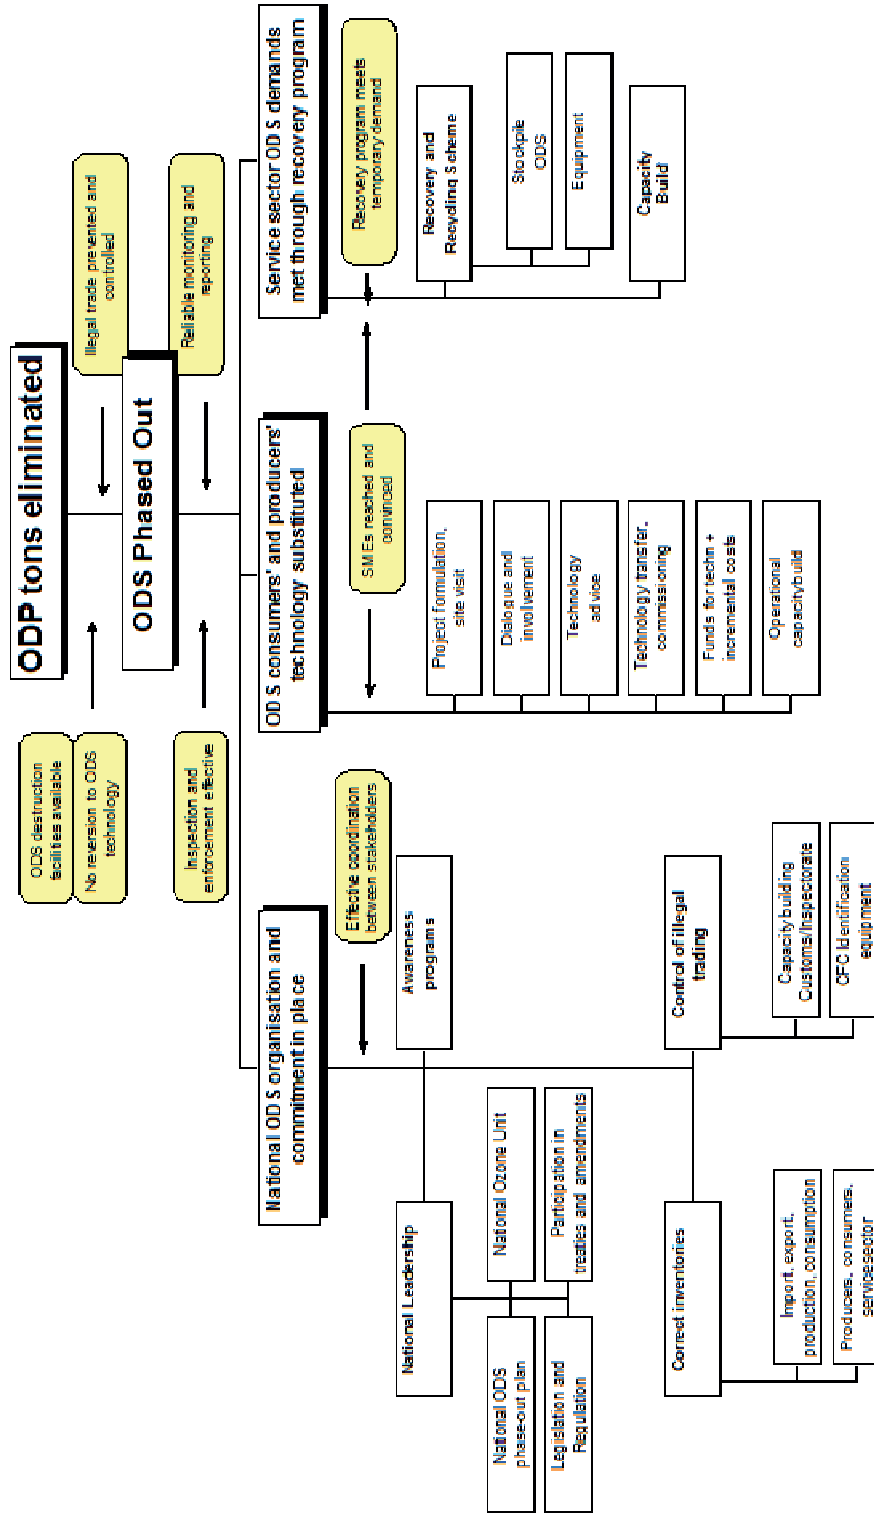 ODP tons eliminated
ODS destruction
facilities available
No reversion to ODS
technology
Illegal trade prevented and
controlled
ODS Phased Out
Inspection and
enforcement effective
Reliable monitoring and
reporting
National ODS organisation and
commitment in place
ODS consumers' and producers'
technology substituted
Service sector ODS demands
met through recovery program
Effective coordination
between stakeholders
SMEs reached and
convinced
Recovery program meets
temporary demand
National Leadership
Awareness
programs
National ODS
phase-out plan
National Ozone Unit
Legislation and
Regulation
Participation in
treaties and amendments
Correct inventories
Control of illegal
trading
Import, export,
production, consumption
Producers, consumers,
service sector
Capacity building
Customs/Inspectorate
CFC Identification
equipment
Project formulation,
site visit
Dialogue and
involvement
Technology
advice
Technology transfer,
commissioning
Funds for techn +
incremental costs
Operational
capacity build
Recovery and
Recycling Scheme
Stockpile
ODS
Equipment
Capacity
Build